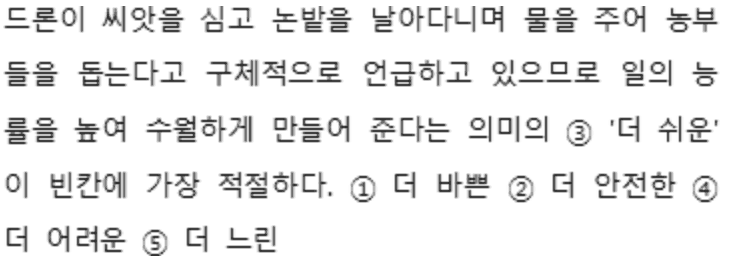 드론이 씨앗을 심고 논밭을 날아다니며 물을 주어 농부
들을 돕는다고 구체적으로 언급하고 있으므로 일의 능
률을 높여 수월하게 만들어 준다는 의미의 ③ '더 쉬운'
이 빈칸에 가장 적절하다. ① 더 바쁜 ② 더 안전한 ④
더 어려운 ⑤ 더 느린